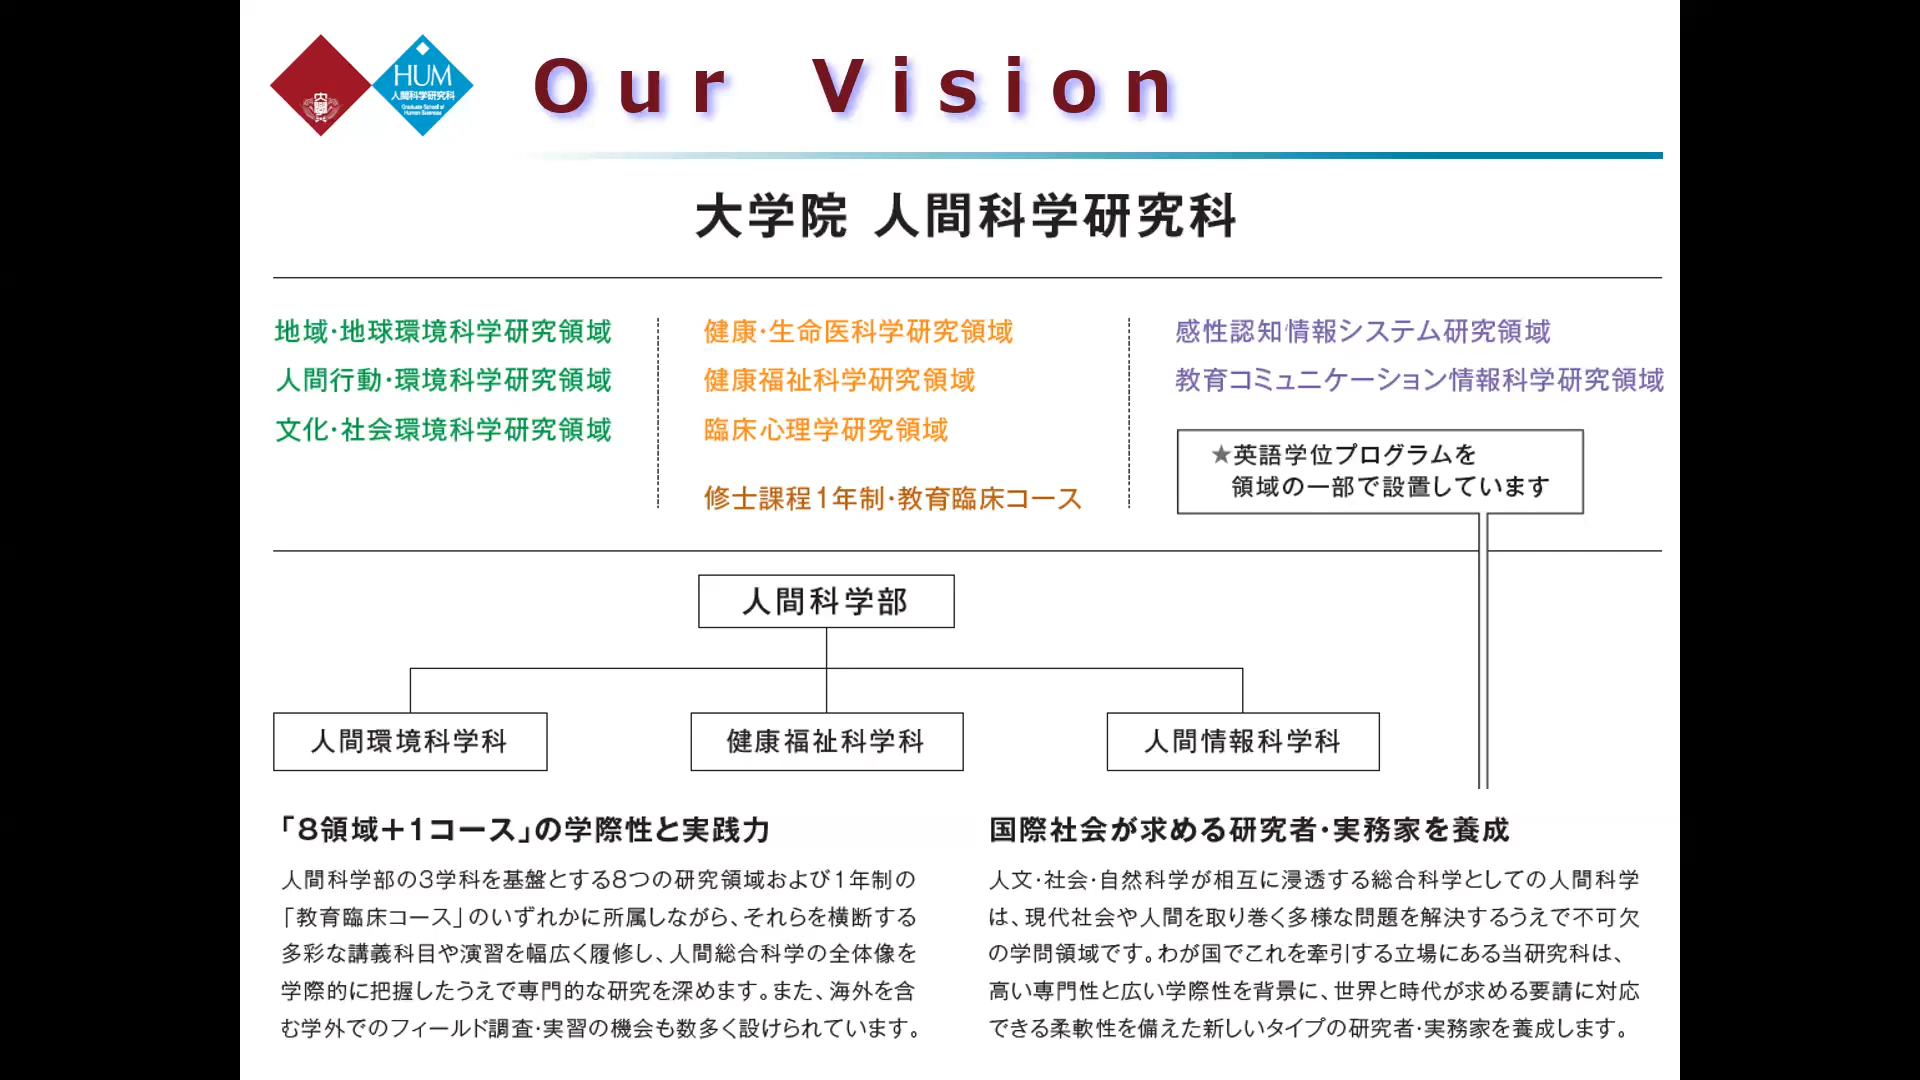 大學
HUM
人間科学研究科
Graduate School of
Human Sciences
Our Vision
大学院 人間科学研究科
地域・地球環境科学研究領域
人間行動・環境科学研究領域
文化・社会環境科学研究領域
健康・生命医科学研究領域
健康福祉科学研究領域
臨床心理学研究領域
修士課程1年制・教育臨床コース
感性認知情報システム研究領域
教育コミュニケーション情報科学研究領域
★英語学位プログラムを
領域の一部で設置しています
人間科学部
人間環境科学科
健康福祉科学科
人間情報科学科
「8領域＋1コース」の学際性と実践力
人間科学部の3学科を基盤とする8つの研究領域および1年制の
「教育臨床コース」のいずれかに所属しながら、それらを横断する
多彩な講義科目や演習を幅広く履修し、人間総合科学の全体像を
学際的に把握したうえで専門的な研究を深めます。また、海外を含
む学外でのフィールド調査・実習の機会も数多く設けられています。
国際社会が求める研究者・実務家を養成
人文・社会・自然科学が相互に浸透する総合科学としての人間科学
は、現代社会や人間を取り巻く多様な問題を解決するうえで不可欠
の学問領域です。わが国でこれを牽引する立場にある当研究科は、
高い専門性と広い学際性を背景に、世界と時代が求める要請に対応
できる柔軟性を備えた新しいタイプの研究者・実務家を養成します。